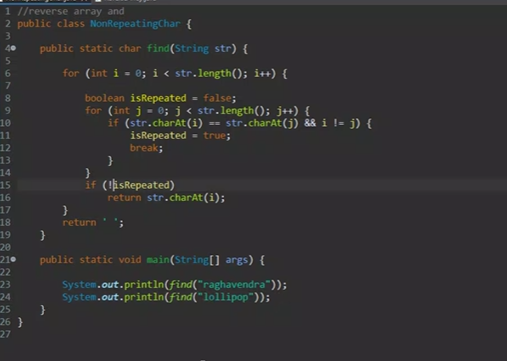 1 //reverse array and
2 public class NonRepeatingChar {
3
4 public static char find(String str) {
5
6 for (int i = 0; i < str.length(); i++) {
7
8 boolean isRepeated = false;
9 for (int j = 0; j < str.length(); j++) {
10 if (str.charAt(i) == str.charAt(j) && i != j) {
11 isRepeated = true;
12 break;
13 }
14 }
15 if (!isRepeated)
16 return str.charAt(i);
17 }
18 return ' ';
19 }
20
21 public static void main(String[] args) {
22
23 System.out.println(find("raghavendra"));
24 System.out.println(find("lollipop"));
25 }
26 }
27